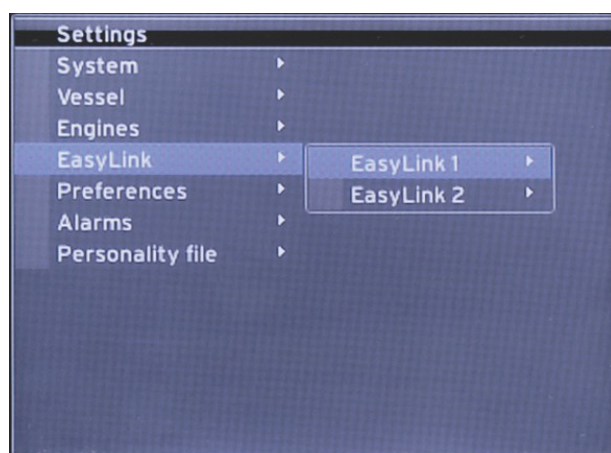 Settings
System
Vessel
Engines
EasyLink
EasyLink 1
Preferences
EasyLink 2
Alarms
Personality file